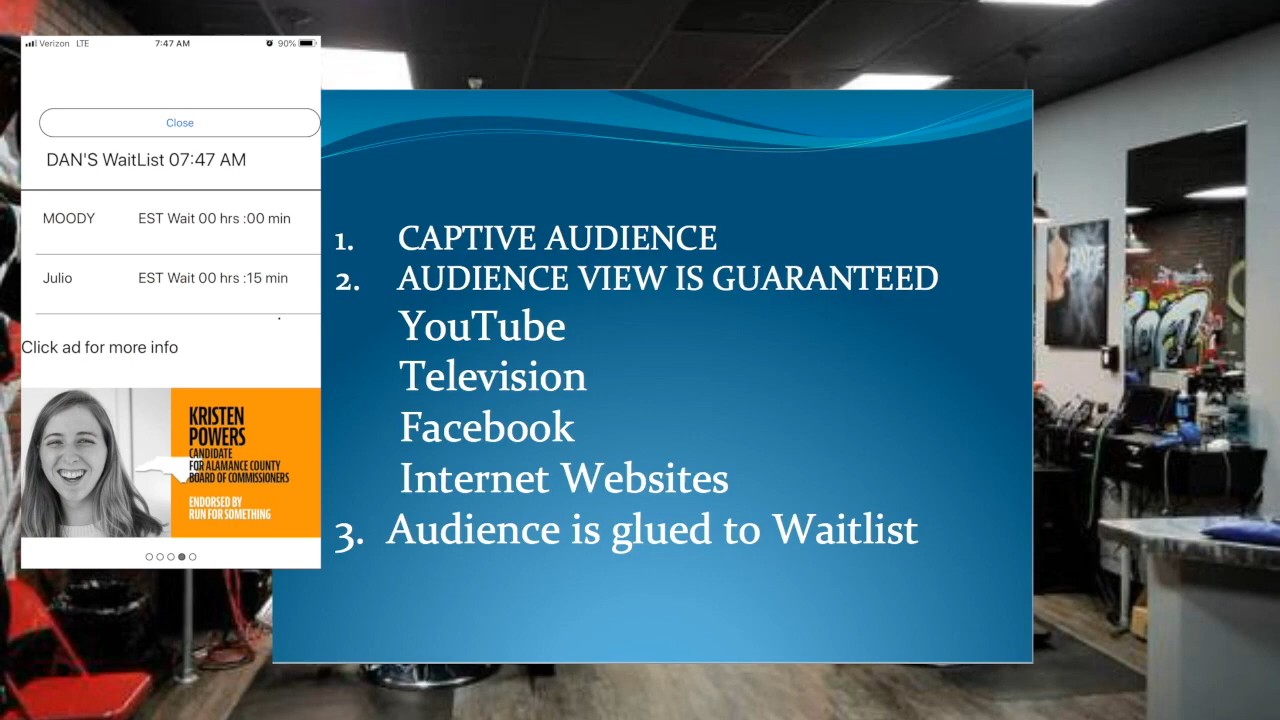 Verizon LTE 7:47 AM 90%
Close
DAN'S WaitList 07:47 AM
MOODY EST Wait 00 hrs :00 min
Julio EST Wait 00 hrs :15 min
Click ad for more info
KRISTEN
POWERS
CANDIDATE
FOR ALAMANCE COUNTY
BOARD OF COMMISSIONERS
ENDORSED BY
RUN FOR SOMETHING
1. CAPTIVE AUDIENCE
2. AUDIENCE VIEW IS GUARANTEED
YouTube
Television
Facebook
Internet Websites
3. Audience is glued to Waitlist